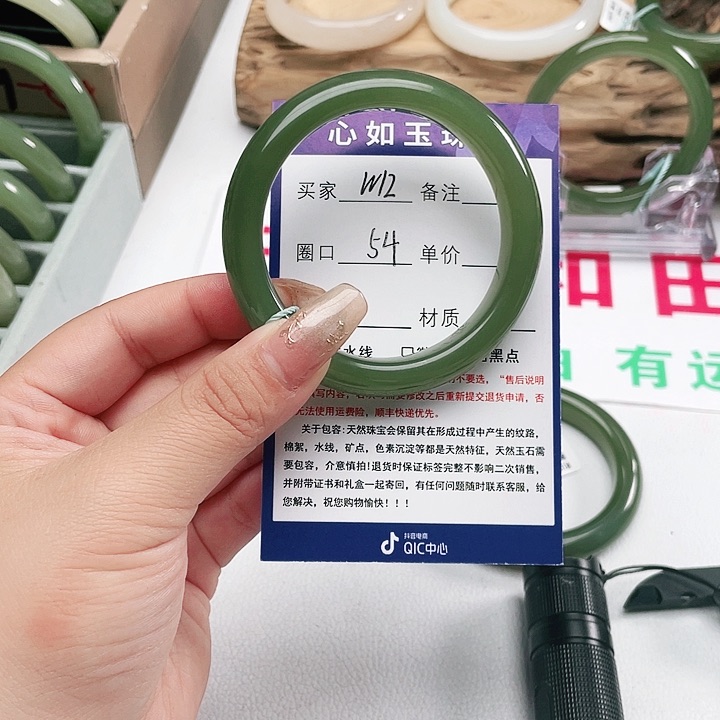 心如玉珠
买家 W12 备注
圈口 54 单价
材质
水线 黑点
不要选，“售后说明
修改之后重新提交退货申请，否
无法使用运费险，顺丰快递优先。
关于包容：天然珠宝会保留其在形成过程中产生的纹路，
棉絮，水线，矿点，色素沉淀等都是天然特征，天然玉石需
要包容，介意慎拍！退货时保证标签完整不影响二次销售，
并附带证书和礼盒一起寄回，有任何问题随时联系客服，给
您解决，祝您购物愉快！！！
抖音电商
QIC中心
和田
有运